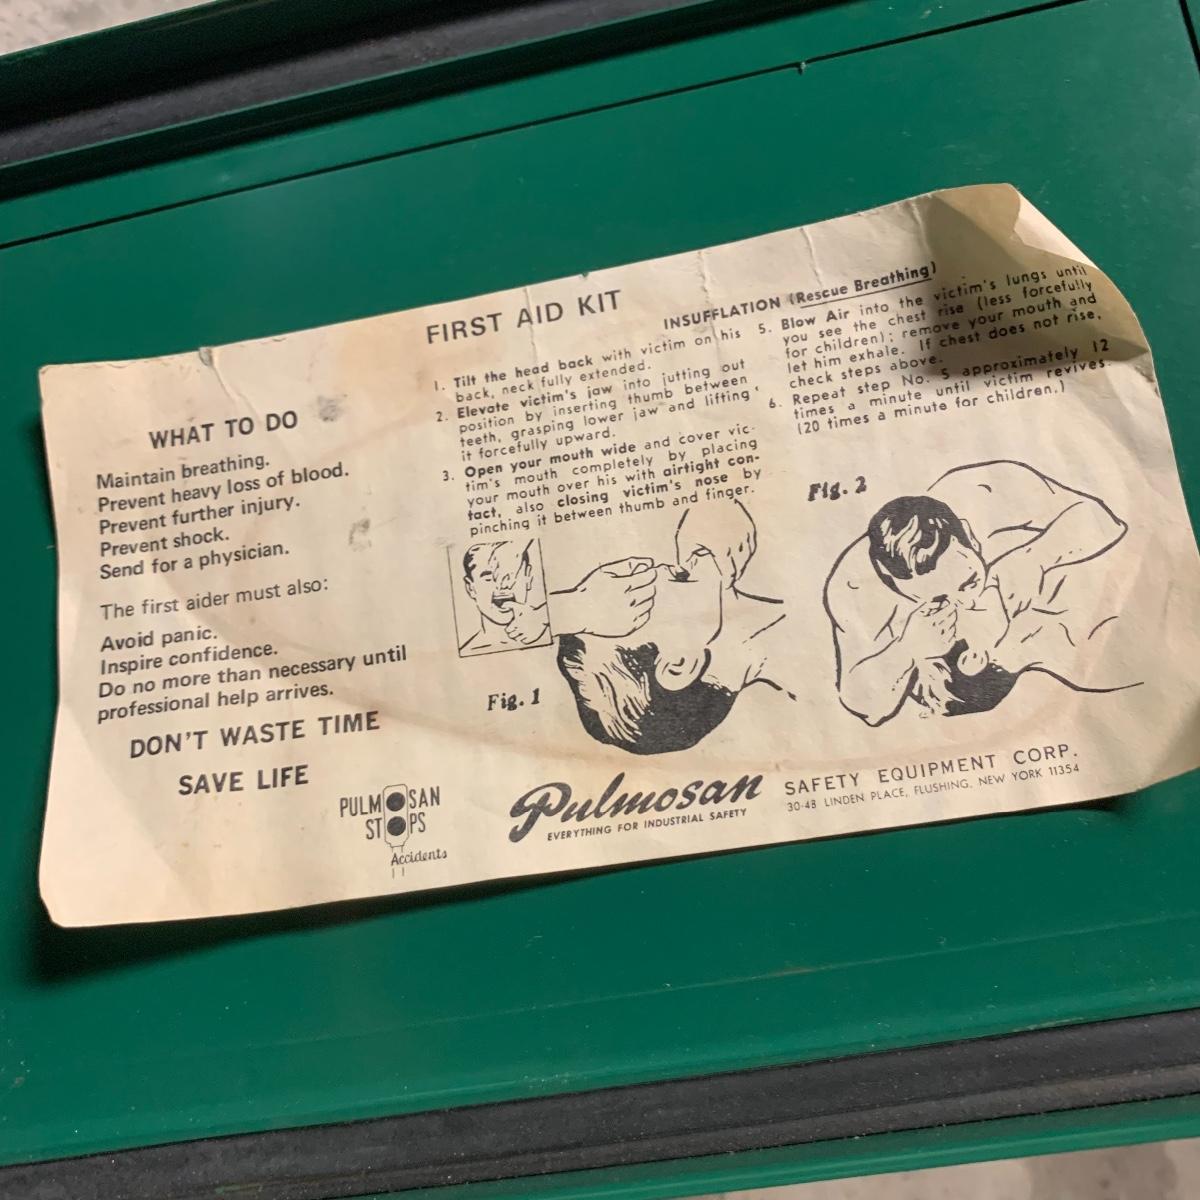 FIRST AID KIT
WHAT TO DO
Maintain breathing.
Prevent heavy loss of blood.
Prevent further injury.
Prevent shock.
Send for a physician.
The first aider must also:
Avoid panic.
Inspire confidence.
Do no more than necessary until
professional help arrives.
DON'T WASTE TIME
SAVE LIFE
PULMOSAN
STOPS
Accidents
INSUFFLATION (Rescue Breathing)
1. Tilt the head back with victim on his
back, neck fully extended.
2. Elevate victim's jaw into jutting out
position by inserting thumb between
teeth, grasping lower jaw and lifting
it forcefully upward.
3. Open your mouth wide and cover vic-
tim's mouth completely by placing
your mouth over his with airtight con-
tact, also closing victim's nose by
pinching it between thumb and finger.
5. Blow Air into the victim's lungs until
you see the chest rise (less forcefully
for children); remove your mouth and
let him exhale. If chest does not rise,
check steps above.
6. Repeat step No. 5 approximately 12
times a minute until victim revives.
(20 times a minute for children.)
Fig. 1
Fig. 2
Pulmosan
EVERYTHING FOR INDUSTRIAL SAFETY
SAFETY EQUIPMENT CORP.
30-48 LINDEN PLACE, FLUSHING, NEW YORK 11354